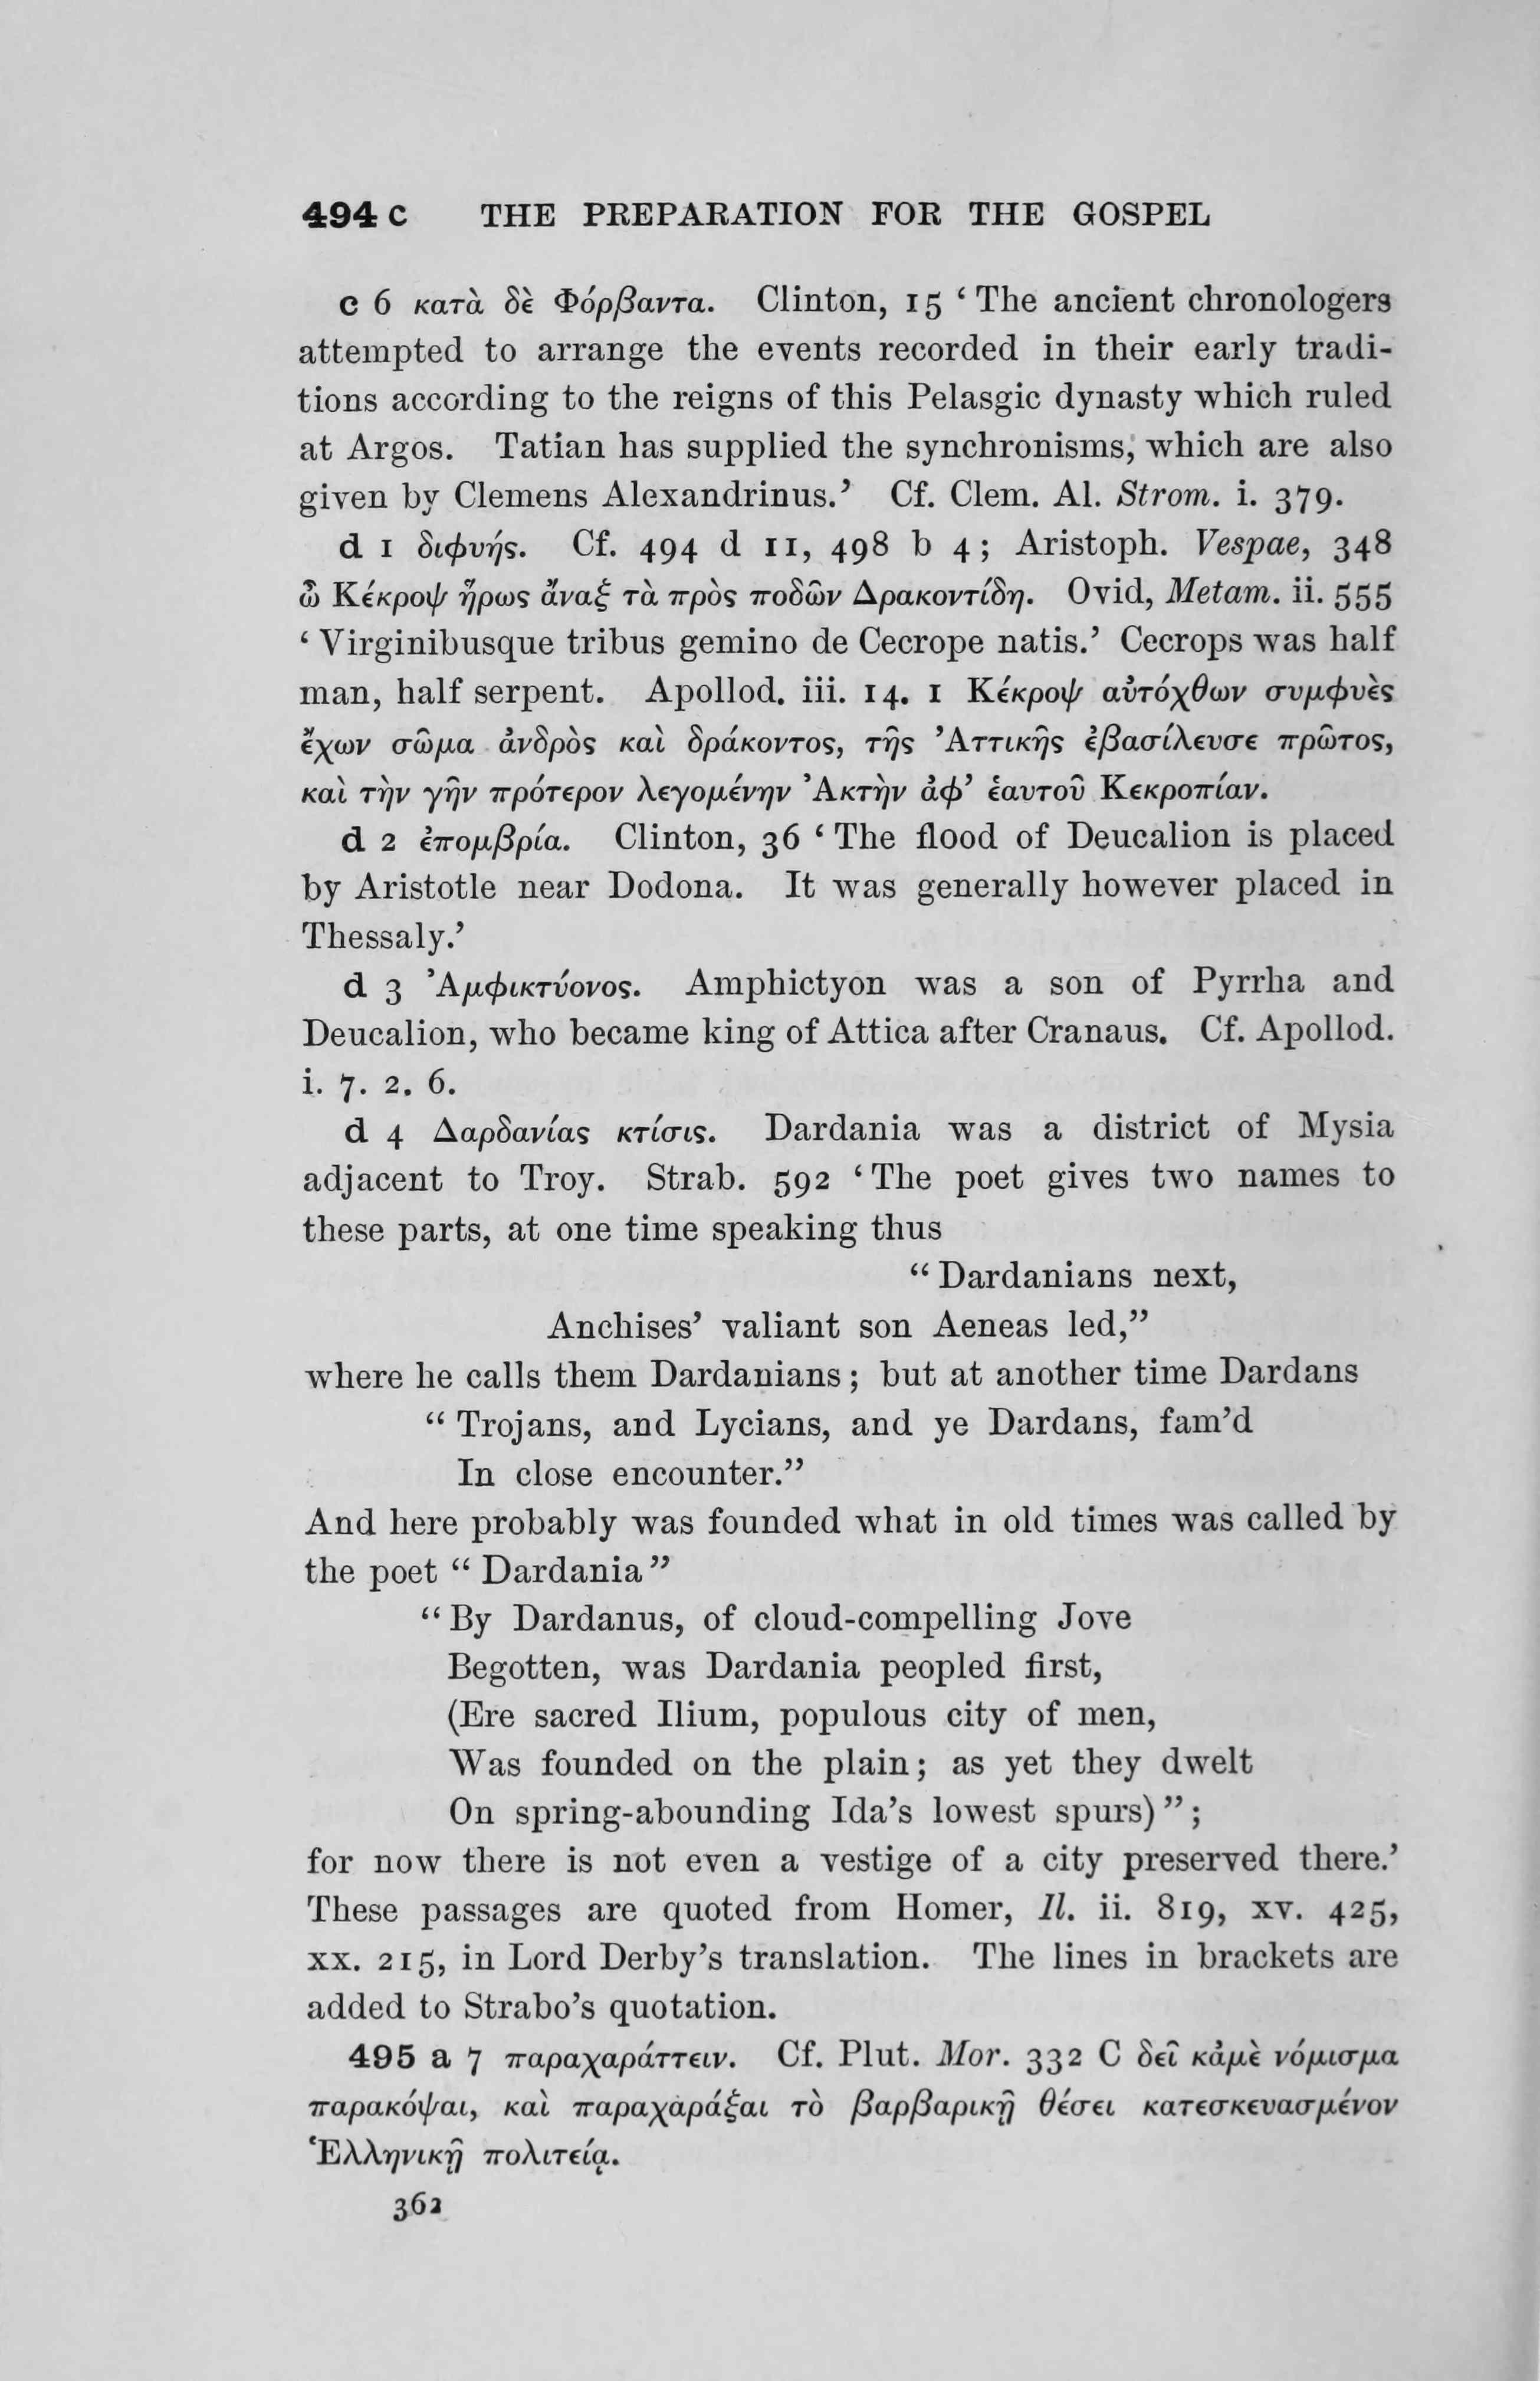 494 c THE PREPARATION FOR THE GOSPEL
c 6 κατὰ δὲ Φόρβαντα. Clinton, 15 ‘ The ancient chronologers
attempted to arrange the events recorded in their early tradi-
tions according to the reigns of this Pelasgic dynasty which ruled
at Argos. Tatian has supplied the synchronisms, which are also
given by Clemens Alexandrinus.’ Cf. Clem. Al. Strom. i. 379.
d 1 διφυής. Cf. 494 d 11, 498 b 4; Aristoph. Vespae, 348
ὦ Κέκροψ ἥρως ἄναξ τὰ πρὸς ποδῶν Δρακοντίδη. Ovid, Metam. ii. 555
‘ Virginibusque tribus gemino de Cecrope natis.’ Cecrops was half
man, half serpent. Apollod. iii. 14. 1 Κέκροψ αὐτόχθων συμφυὲς
ἔχων σῶμα ἀνδρὸς καὶ δράκοντος, τῆς Ἀττικῆς ἐβασίλευσε πρῶτος,
καὶ τὴν γῆν πρότερον λεγομένην Ἀκτὴν ἀφ’ ἑαυτοῦ Κεκροπίαν.
d 2 ἐπομβρία. Clinton, 36 ‘ The flood of Deucalion is placed
by Aristotle near Dodona. It was generally however placed in
Thessaly.’
d 3 Ἀμφικτύονος. Amphictyon was a son of Pyrrha and
Deucalion, who became king of Attica after Cranaus. Cf. Apollod.
i. 7. 2. 6.
d 4 Δαρδανίας κτίσις. Dardania was a district of Mysia
adjacent to Troy. Strab. 592 ‘ The poet gives two names to
these parts, at one time speaking thus
“ Dardanians next,
Anchises’ valiant son Aeneas led,”
where he calls them Dardanians; but at another time Dardans
“ Trojans, and Lycians, and ye Dardans, fam’d
In close encounter.”
And here probably was founded what in old times was called by
the poet “ Dardania ”
“ By Dardanus, of cloud-compelling Jove
Begotten, was Dardania peopled first,
(Ere sacred Ilium, populous city of men,
Was founded on the plain; as yet they dwelt
On spring-abounding Ida’s lowest spurs) ”;
for now there is not even a vestige of a city preserved there.’
These passages are quoted from Homer, Il. ii. 819, xv. 425,
xx. 215, in Lord Derby’s translation. The lines in brackets are
added to Strabo’s quotation.
495 a 7 παραχαράττειν. Cf. Plut. Mor. 332 C δεῖ κἀμὲ νόμισμα
παρακόψαι, καὶ παραχαράξαι τὸ βαρβαρικῇ θέσει κατεσκευασμένον
Ἑλληνικῇ πολιτείᾳ.
362